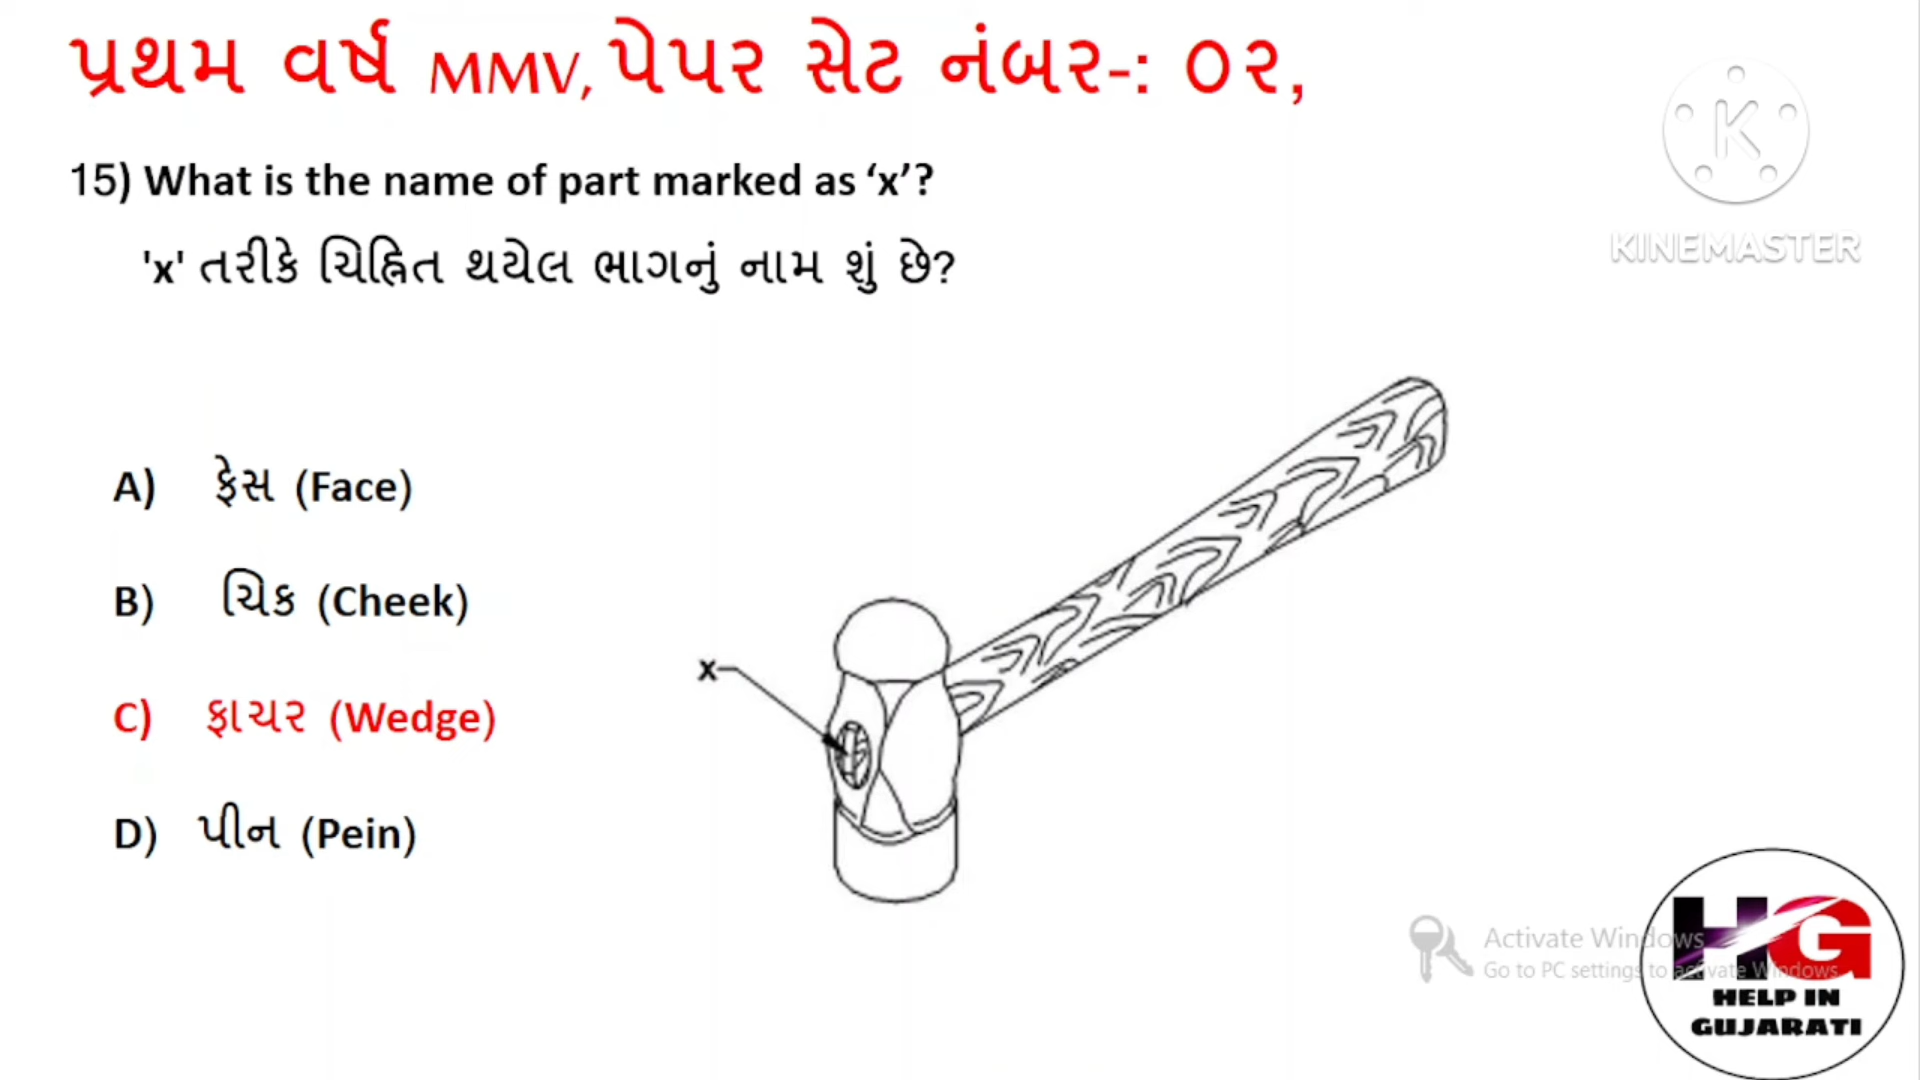 પ્રથમ વર્ષ MMV, પેપર સેટ નંબર-: ૦૨,
15) What is the name of part marked as ‘x’?
'x' તરીકે ચિહ્નિત થયેલ ભાગનું નામ શું છે?
A) ફેસ (Face)
B) ચિક (Cheek)
C) ફાચર (Wedge)
D) પીન (Pein)
x
K
KINEMASTER
Activate Windows
Go to PC settings to activate Windows
HG
HELP IN
GUJARATI